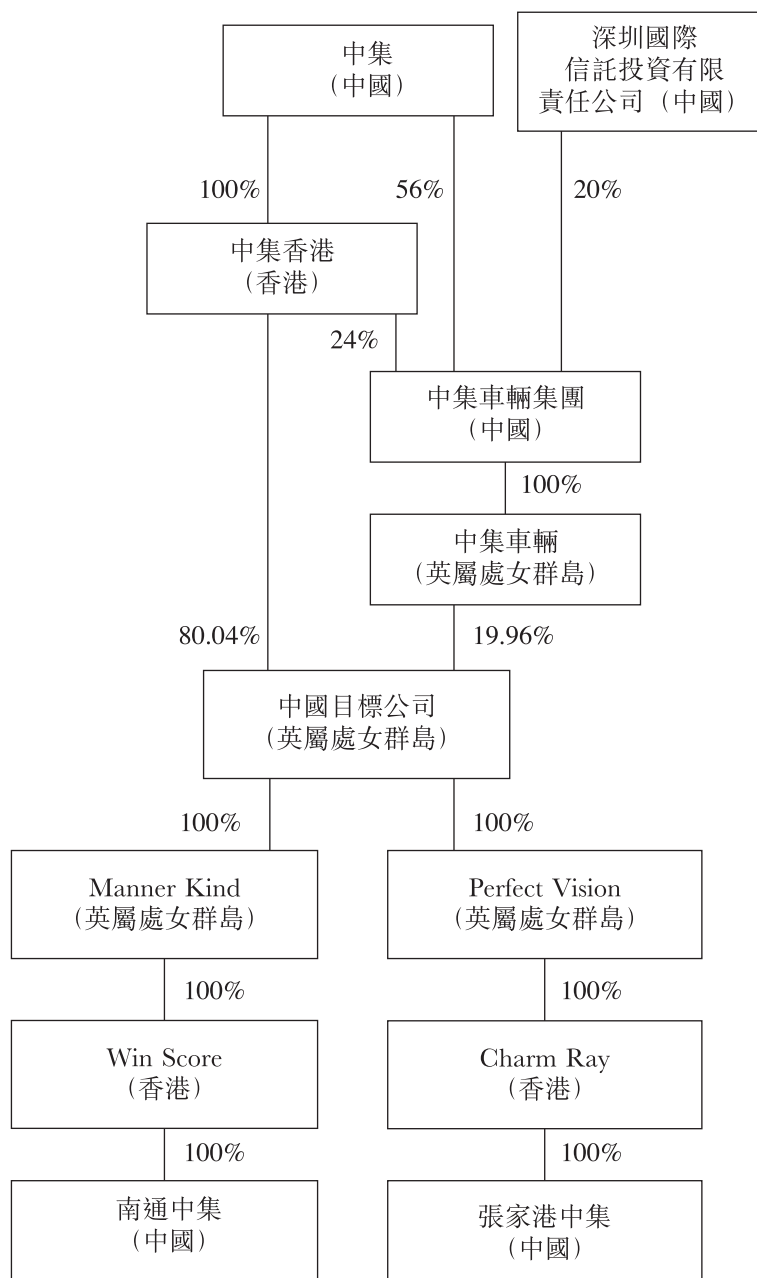 中集
（中國）
深圳國際
信託投資有限
責任公司（中國）
100%
56%
20%
中集香港
（香港）
24%
中集車輛集團
（中國）
100%
中集車輛
（英屬處女群島）
80.04%
19.96%
中國目標公司
（英屬處女群島）
100%
100%
Manner Kind
（英屬處女群島）
Perfect Vision
（英屬處女群島）
100%
100%
Win Score
（香港）
Charm Ray
（香港）
100%
100%
南通中集
（中國）
張家港中集
（中國）